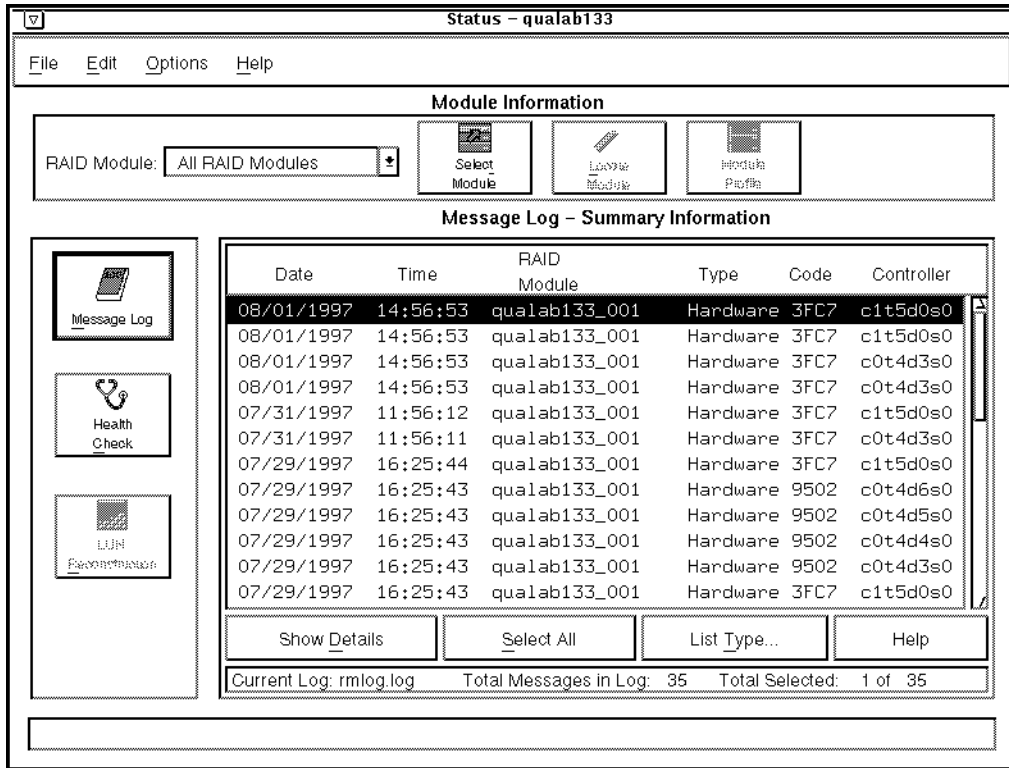 Status – qualab133
File Edit Options Help
Module Information
RAID Module: All RAID Modules
Select Module
Locate Module
Module Profile
Message Log – Summary Information
Message Log
Health Check
LUN Reconstruction
Date Time RAID Module Type Code Controller
08/01/1997 14:56:53 qualab133_001 Hardware 3FC7 c1t5d0s0
08/01/1997 14:56:53 qualab133_001 Hardware 3FC7 c1t5d0s0
08/01/1997 14:56:53 qualab133_001 Hardware 3FC7 c0t4d3s0
08/01/1997 14:56:53 qualab133_001 Hardware 3FC7 c0t4d3s0
07/31/1997 11:56:12 qualab133_001 Hardware 3FC7 c1t5d0s0
07/31/1997 11:56:11 qualab133_001 Hardware 3FC7 c0t4d3s0
07/29/1997 16:25:44 qualab133_001 Hardware 3FC7 c1t5d0s0
07/29/1997 16:25:43 qualab133_001 Hardware 9502 c0t4d6s0
07/29/1997 16:25:43 qualab133_001 Hardware 9502 c0t4d5s0
07/29/1997 16:25:43 qualab133_001 Hardware 9502 c0t4d4s0
07/29/1997 16:25:43 qualab133_001 Hardware 9502 c0t4d3s0
07/29/1997 16:25:43 qualab133_001 Hardware 3FC7 c1t5d0s0
Show Details Select All List Type... Help
Current Log: rmlog.log Total Messages in Log: 35 Total Selected: 1 of 35